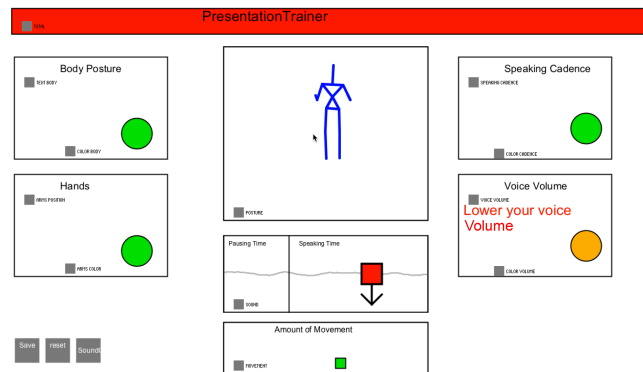 PresentationTrainer
Body Posture
TEXT BODY
COLOR BODY
Hands
ARMS POSITION
ARMS COLOR
Save
reset
Sound
POSTURE
Pausing Time
Speaking Time
SOUND
Amount of Movement
MOVEMENT
Speaking Cadence
SPEAKING CADENCE
COLOR CADENCE
Voice Volume
VOICE VOLUME
Lower your voice
Volume
COLOR VOLUME